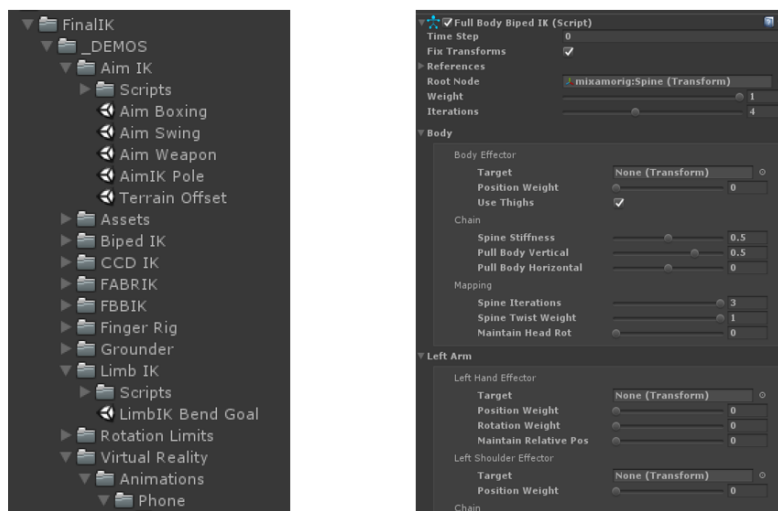 FinalIK
_DEMOS
Aim IK
Scripts
Aim Boxing
Aim Swing
Aim Weapon
AimIK Pole
Terrain Offset
Assets
Biped IK
CCD IK
FABRIK
FBBIK
Finger Rig
Grounder
Limb IK
Scripts
LimbIK Bend Goal
Rotation Limits
Virtual Reality
Animations
Phone
Full Body Biped IK (Script)
Time Step 0
Fix Transforms
References
Root Node mixamorig:Spine (Transform)
Weight 1
Iterations 4
Body
Body Effector
Target None (Transform)
Position Weight 0
Use Thighs
Chain
Spine Stiffness 0.5
Pull Body Vertical 0.5
Pull Body Horizontal 0
Mapping
Spine Iterations 3
Spine Twist Weight 1
Maintain Head Rot 0
Left Arm
Left Hand Effector
Target None (Transform)
Position Weight 0
Rotation Weight 0
Maintain Relative Pos 0
Left Shoulder Effector
Target None (Transform)
Position Weight 0
Chain